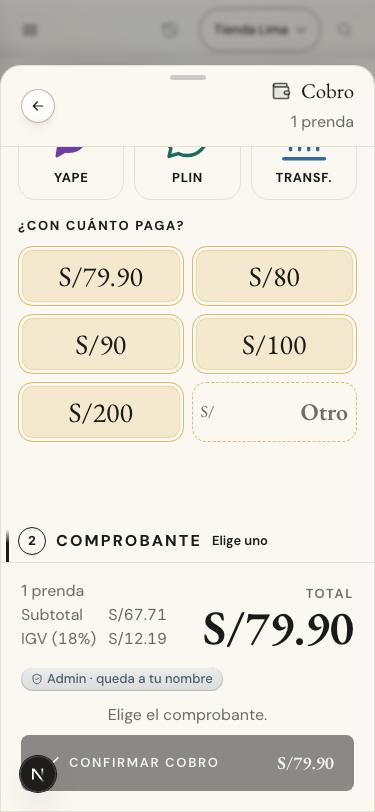 Tienda Lima
Cobro
1 prenda
YAPE
PLIN
TRANSF.
¿CON CUÁNTO PAGA?
S/79.90
S/80
S/90
S/100
S/200
S/ Otro
2 COMPROBANTE Elige uno
1 prenda
Subtotal S/67.71
IGV (18%) S/12.19
TOTAL
S/79.90
Admin · queda a tu nombre
Elige el comprobante.
CONFIRMAR COBRO S/79.90
N